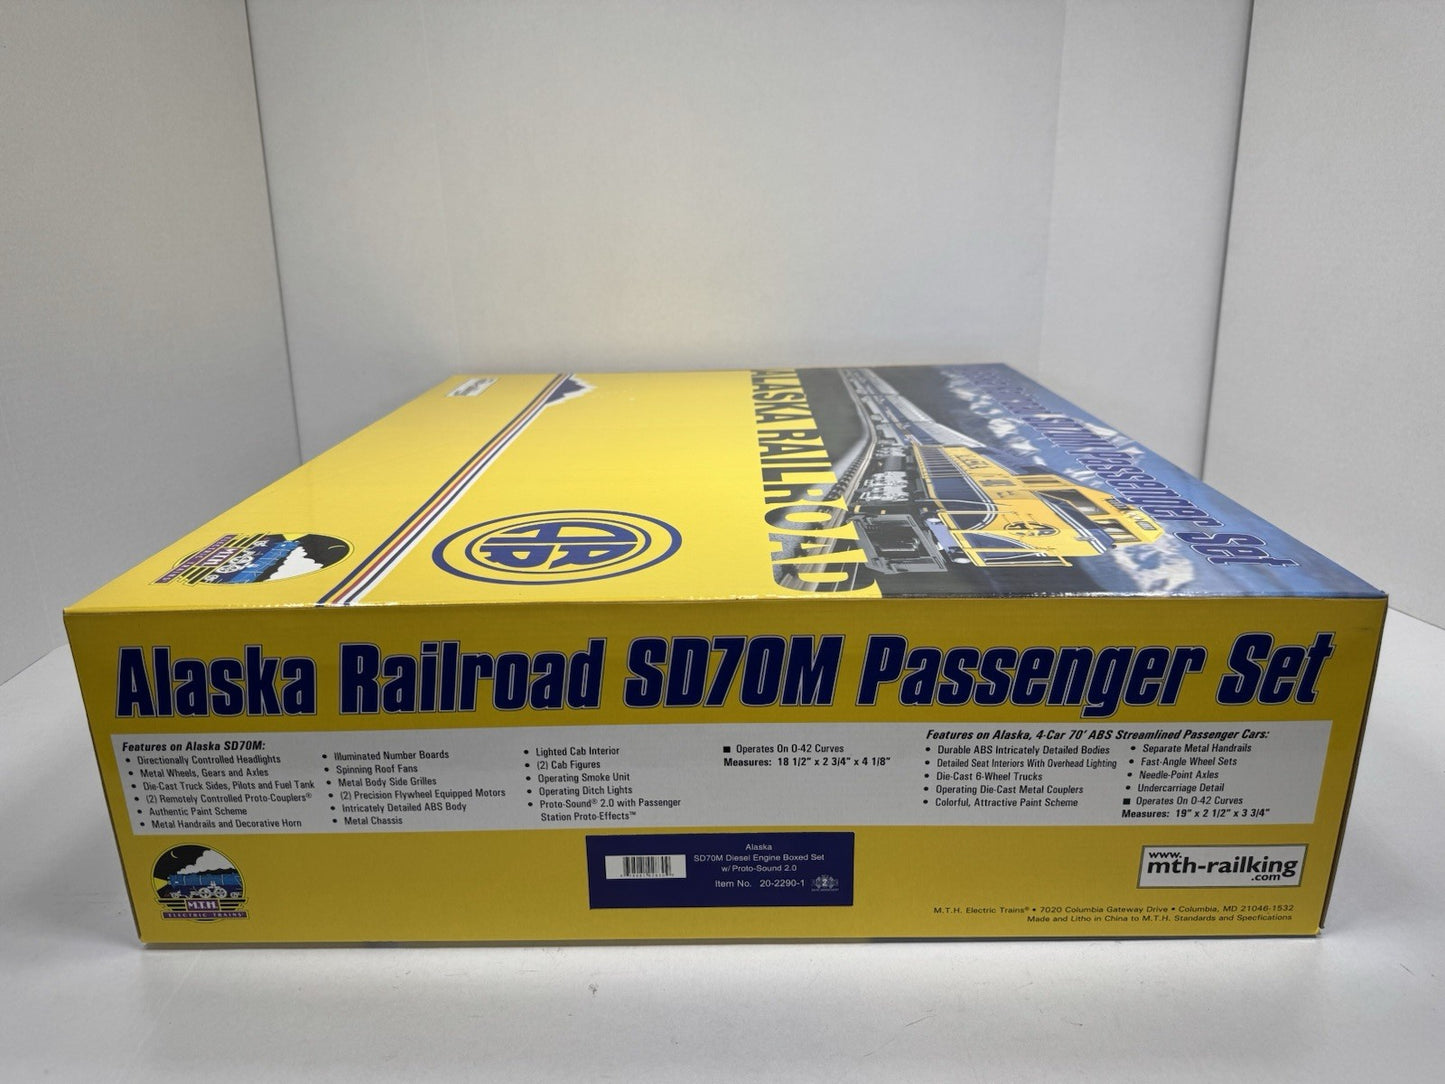 ALASKA RAILROAD
SD70M Passenger Set
ARR
M.T.H.
ELECTRIC TRAINS
Alaska Railroad SD70M Passenger Set
Features on Alaska SD70M:
• Directionally Controlled Headlights
• Metal Wheels, Gears and Axles
• Die-Cast Truck Sides, Pilots and Fuel Tank
• (2) Remotely Controlled Proto-Couplers®
• Authentic Paint Scheme
• Metal Handrails and Decorative Horn
• Illuminated Number Boards
• Spinning Roof Fans
• Metal Body Side Grilles
• (2) Precision Flywheel Equipped Motors
• Intricately Detailed ABS Body
• Metal Chassis
• Lighted Cab Interior
• (2) Cab Figures
• Operating Smoke Unit
• Operating Ditch Lights
• Proto-Sound® 2.0 with Passenger
Station Proto-Effects™
■ Operates On O-42 Curves
Measures: 18 1/2" x 2 3/4" x 4 1/8"
Features on Alaska, 4-Car 70' ABS Streamlined Passenger Cars:
• Durable ABS Intricately Detailed Bodies
• Detailed Seat Interiors With Overhead Lighting
• Die-Cast 6-Wheel Trucks
• Operating Die-Cast Metal Couplers
• Colorful, Attractive Paint Scheme
• Separate Metal Handrails
• Fast-Angle Wheel Sets
• Needle-Point Axles
• Undercarriage Detail
■ Operates On O-42 Curves
Measures: 19" x 2 1/2" x 3 3/4"
M.T.H.
ELECTRIC TRAINS
Alaska
SD70M Diesel Engine Boxed Set
w/ Proto-Sound 2.0
Item No. 20-2290-1
www.
mth-railking
.com
M.T.H. Electric Trains® • 7020 Columbia Gateway Drive • Columbia, MD 21046-1532
Made and Litho in China to M.T.H. Standards and Specfications